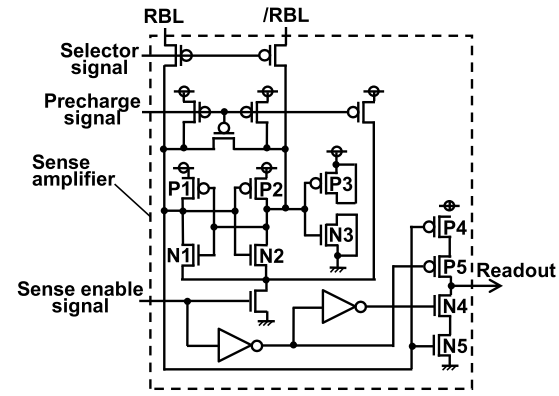 RBL /RBL
Selector
signal
Precharge
signal
Sense
amplifier
P1 P2 P3
P4
N1 N2 N3
P5
Readout
Sense enable
signal
N4
N5